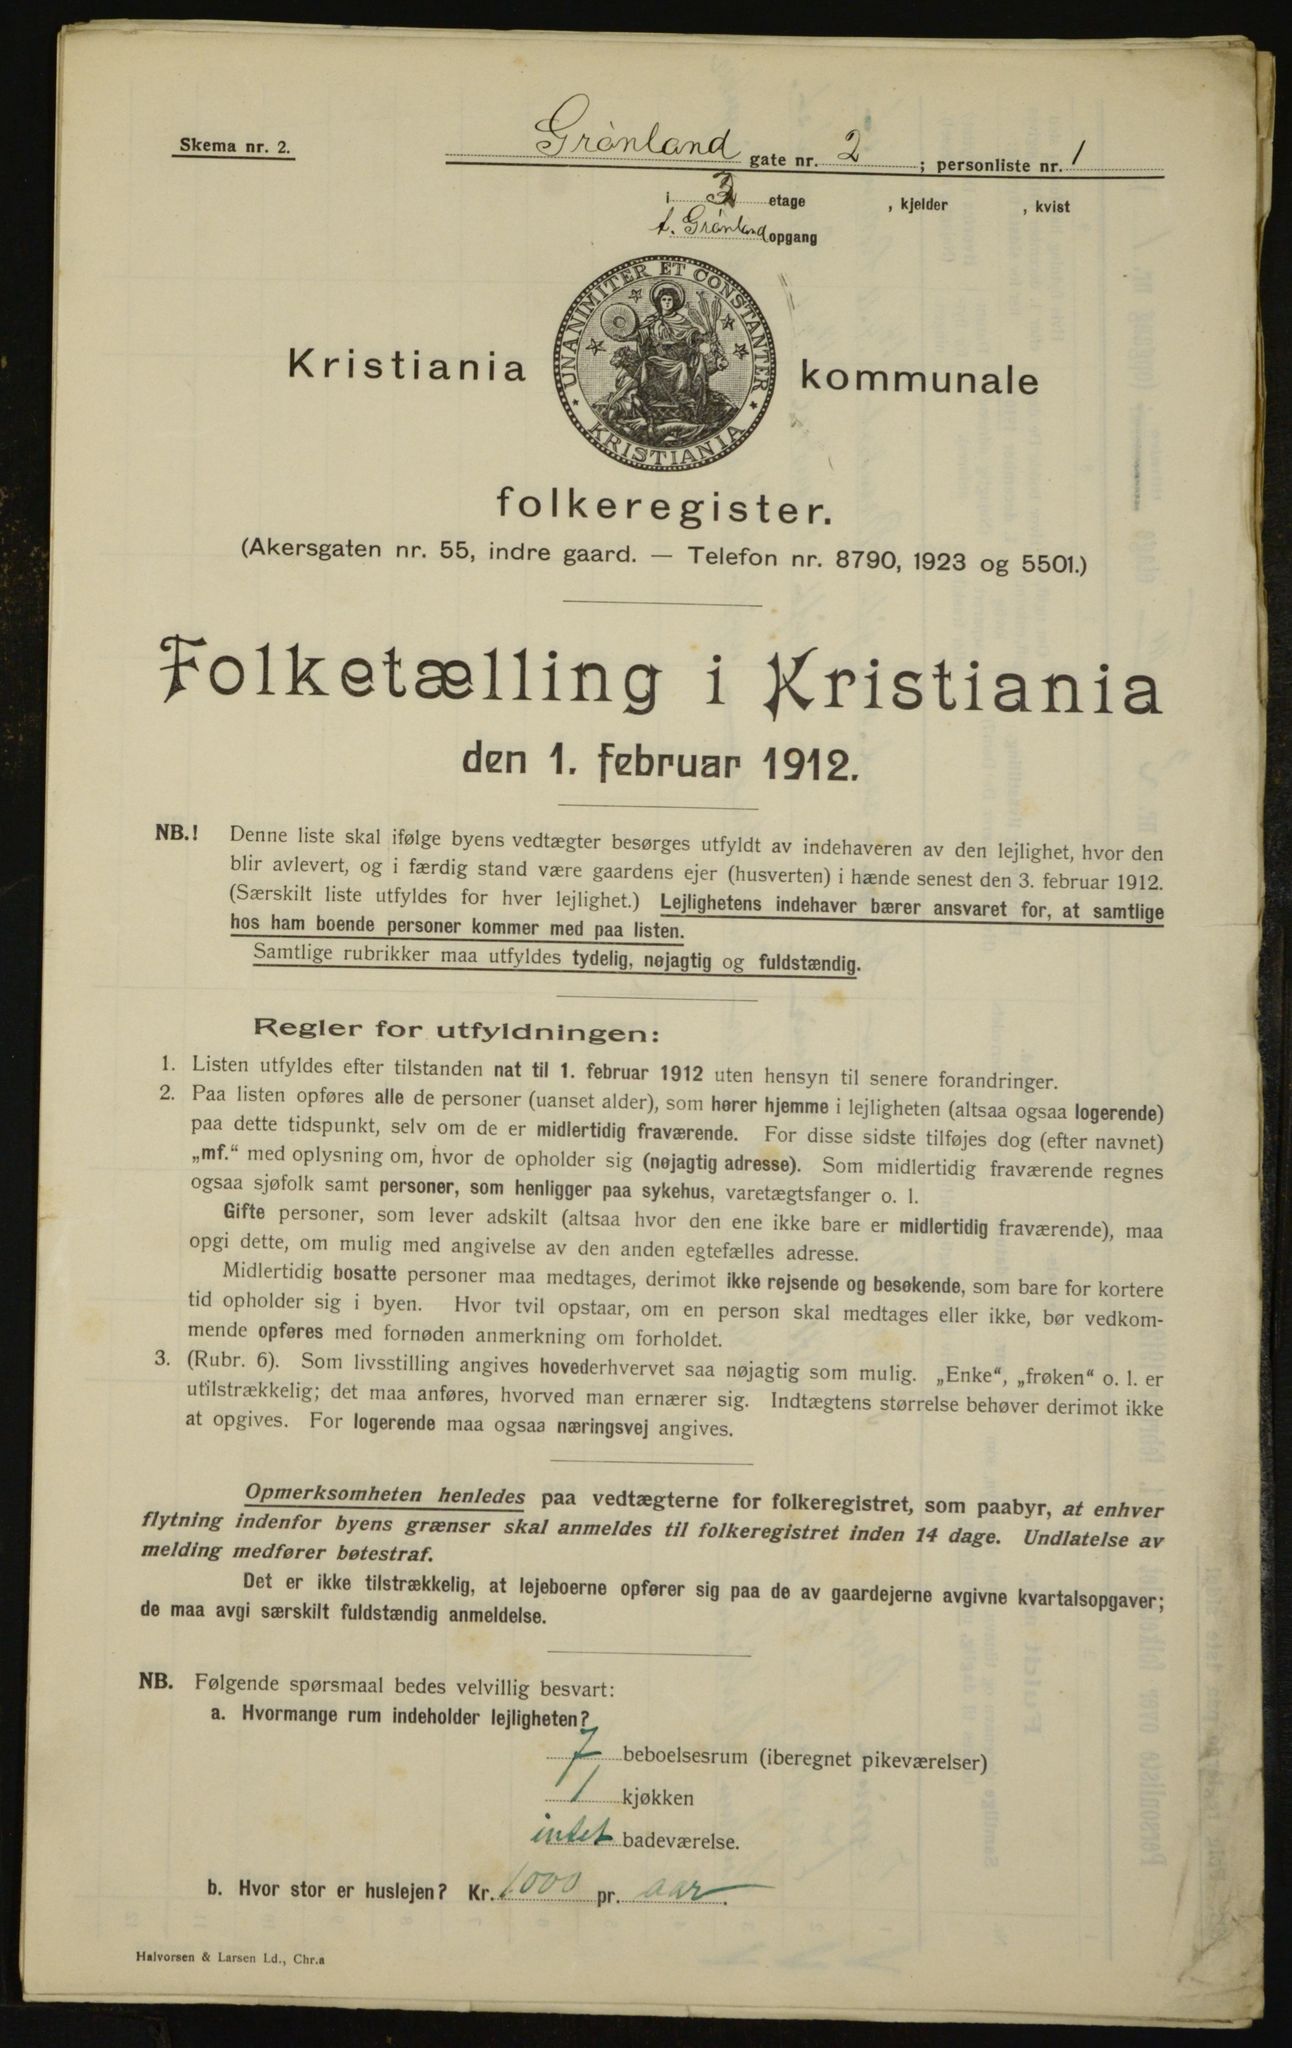 Skema nr. 2.
Grönland gate nr. 2 ; personliste nr. 1
i 3 etage , kjelder , kvist
f. Grönland opgang
UNANIMITER ET CONSTANTER
KRISTIANIA
Kristiania kommunale
folkeregister.
(Akersgaten nr. 55, indre gaard. — Telefon nr. 8790, 1923 og 5501.)
Folketælling i Kristiania
den 1. februar 1912.
NB.! Denne liste skal ifølge byens vedtægter besørges utfyldt av indehaveren av den lejlighet, hvor den
blir avlevert, og i færdig stand være gaardens ejer (husverten) i hænde senest den 3. februar 1912.
(Særskilt liste utfyldes for hver lejlighet.) Lejlighetens indehaver bærer ansvaret for, at samtlige
hos ham boende personer kommer med paa listen.
Samtlige rubrikker maa utfyldes tydelig, nøjagtig og fuldstændig.
Regler for utfyldningen:
1. Listen utfyldes efter tilstanden nat til 1. februar 1912 uten hensyn til senere forandringer.
2. Paa listen opføres alle de personer (uanset alder), som hører hjemme i lejligheten (altsaa ogsaa logerende)
paa dette tidspunkt, selv om de er midlertidig fraværende. For disse sidste tilføjes dog (efter navnet)
„mf.“ med oplysning om, hvor de opholder sig (nøjagtig adresse). Som midlertidig fraværende regnes
ogsaa sjøfolk samt personer, som henligger paa sykehus, varetægtsfanger o. l.
Gifte personer, som lever adskilt (altsaa hvor den ene ikke bare er midlertidig fraværende), maa
opgi dette, om mulig med angivelse av den anden egtefælles adresse.
Midlertidig bosatte personer maa medtages, derimot ikke rejsende og besøkende, som bare for kortere
tid opholder sig i byen. Hvor tvil opstaar, om en person skal medtages eller ikke, bør vedkom-
mende opføres med fornøden anmerkning om forholdet.
3. (Rubr. 6). Som livsstilling angives hovederhvervet saa nøjagtig som mulig. „Enke“, „frøken“ o. l. er
utilstrækkelig; det maa anføres, hvorved man ernærer sig. Indtægtens størrelse behøver derimot ikke
at opgives. For logerende maa ogsaa næringsvej angives.
Opmerksomheten henledes paa vedtægterne for folkeregistret, som paabyr, at enhver
flytning indenfor byens grænser skal anmeldes til folkeregistret inden 14 dage. Undlatelse av
melding medfører bøtestraf.
Det er ikke tilstrækkelig, at lejeboerne opfører sig paa de av gaardejerne avgivne kvartalsopgaver;
de maa avgi særskilt fuldstændig anmeldelse.
NB. Følgende spørsmaal bedes velvillig besvart:
a. Hvormange rum indeholder lejligheten?
7 beboelsesrum (iberegnet pikeværelser)
1 kjøkken
intet badeværelse.
b. Hvor stor er huslejen? Kr. 1000 pr. aar.
Halvorsen & Larsen Ld., Chr.a